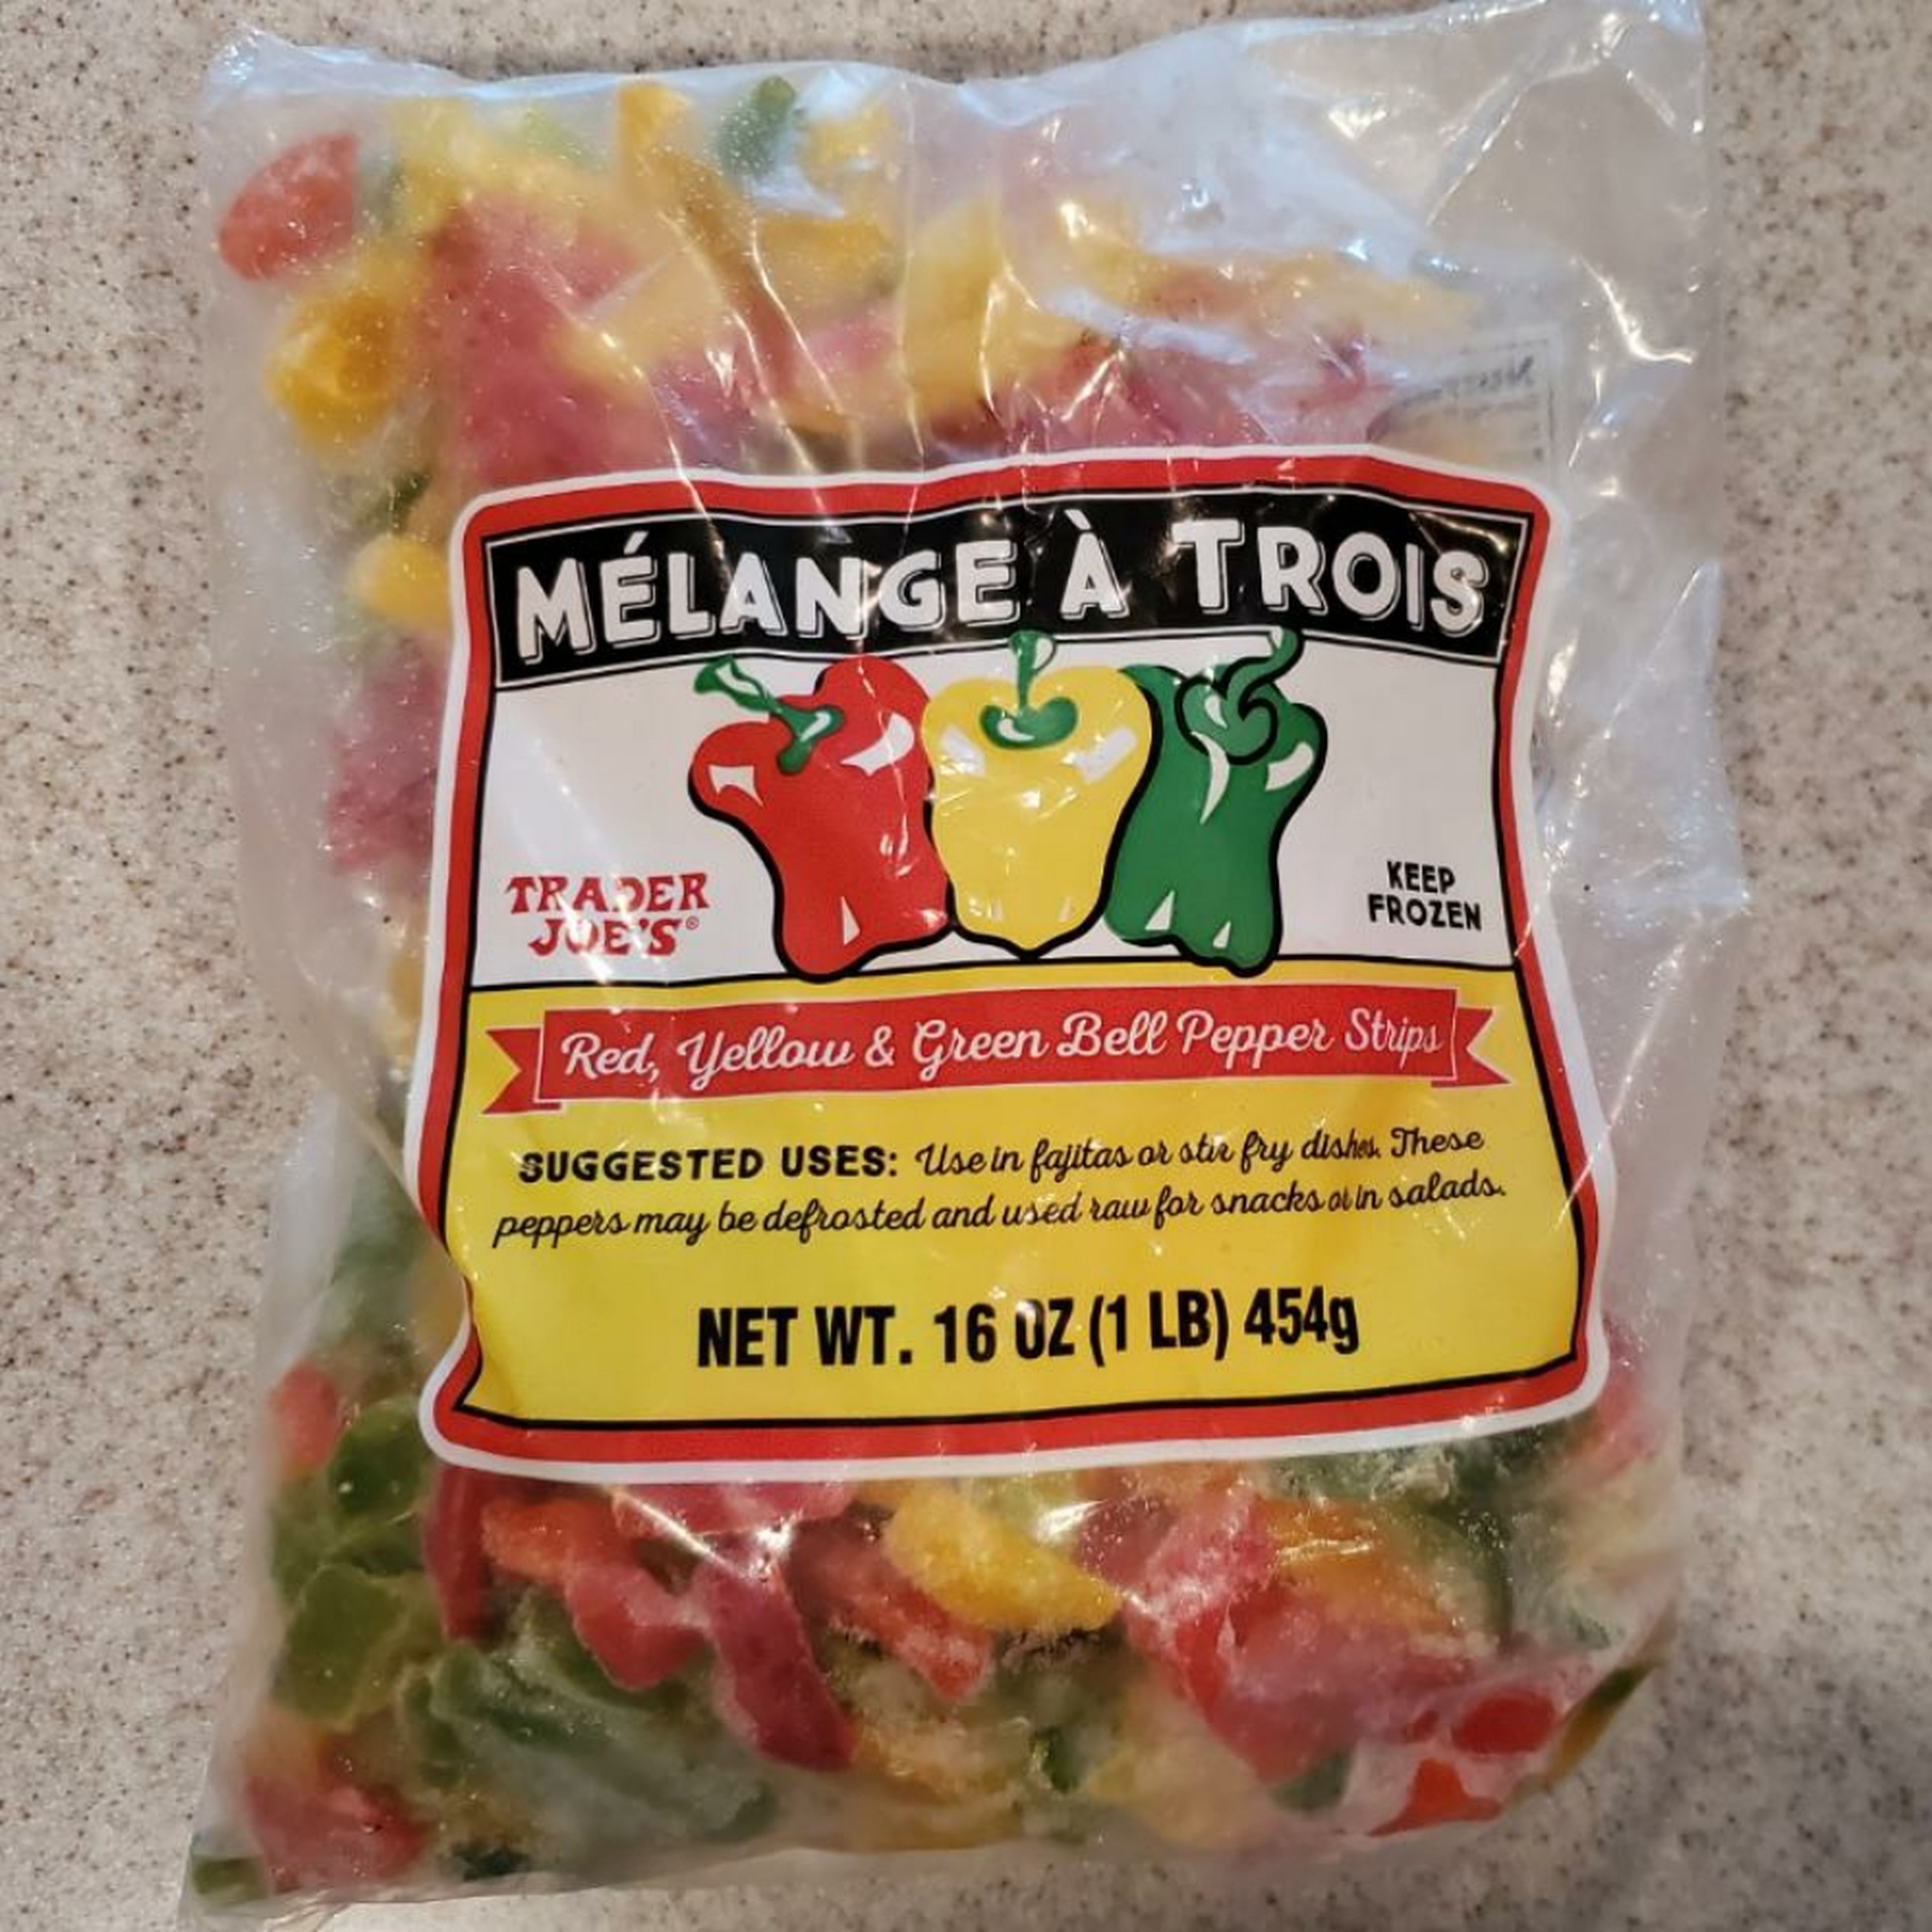 MÉLANGE À TROIS
TRADER
JOE'S®
KEEP
FROZEN
Red, Yellow & Green Bell Pepper Strips
SUGGESTED USES: Use in fajitas or stir fry dishes. These
peppers may be defrosted and used raw for snacks or in salads.
NET WT. 16 OZ (1 LB) 454g